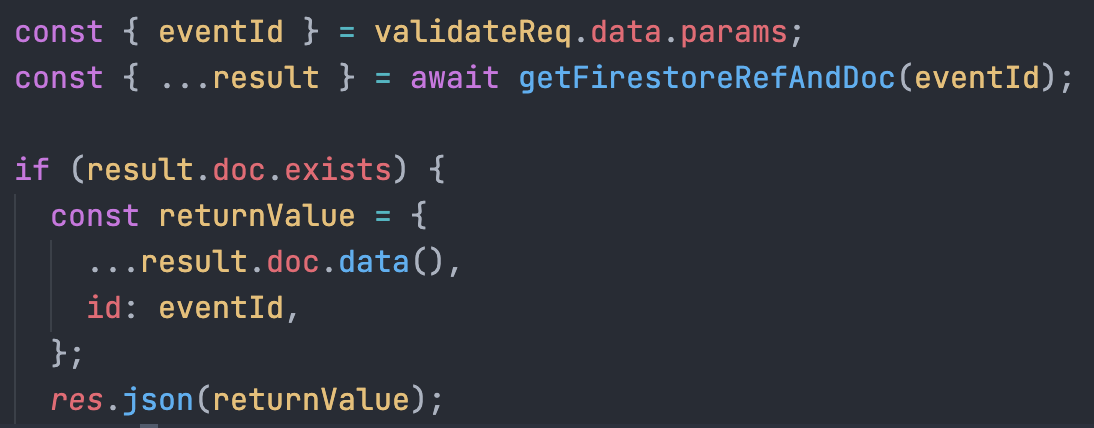 const { eventId } = validateReq.data.params;
const { ...result } = await getFirestoreRefAndDoc(eventId);
if (result.doc.exists) {
const returnValue = {
...result.doc.data(),
id: eventId,
};
res.json(returnValue);